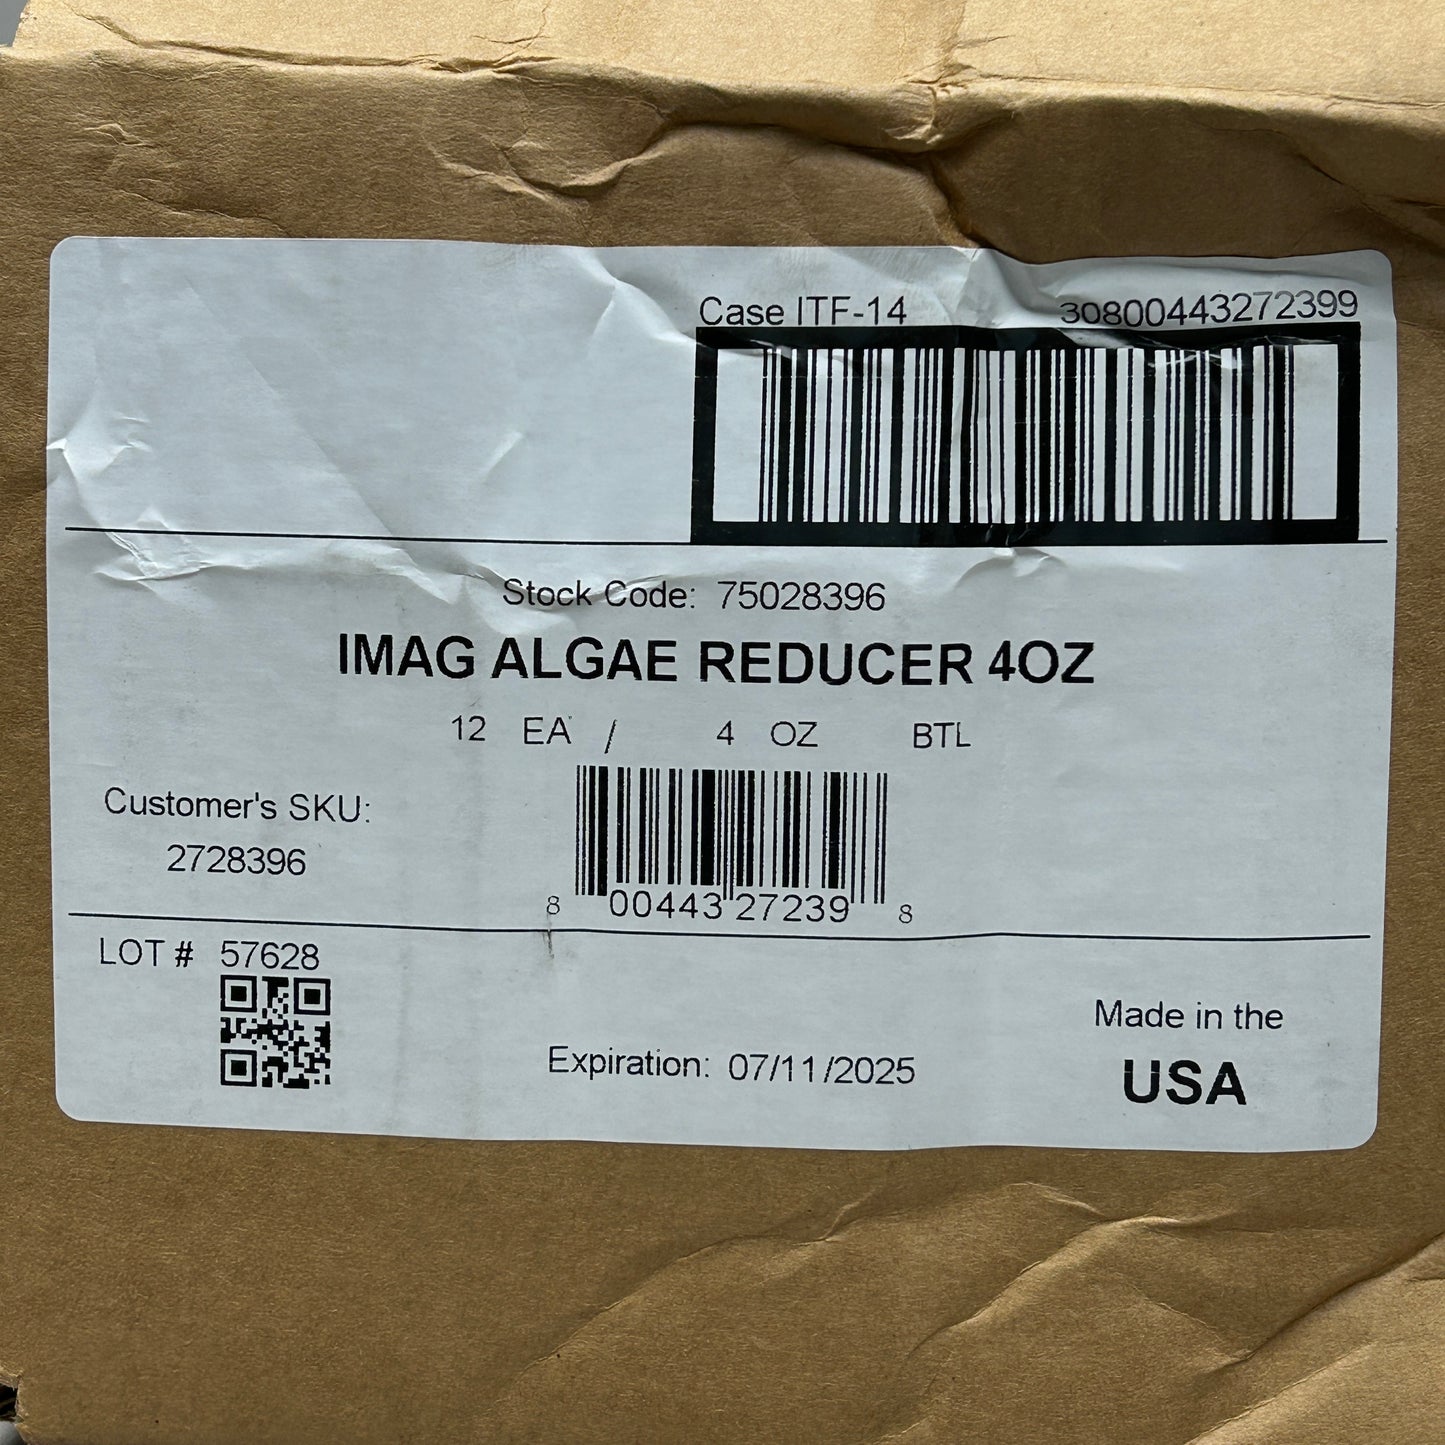 Case ITF-14 30800443272399
Stock Code: 75028396
IMAG ALGAE REDUCER 4OZ
12 EA / 4 OZ BTL
Customer's SKU:
2728396
8 00443 27239 8
LOT # 57628
Expiration: 07/11/2025
Made in the
USA